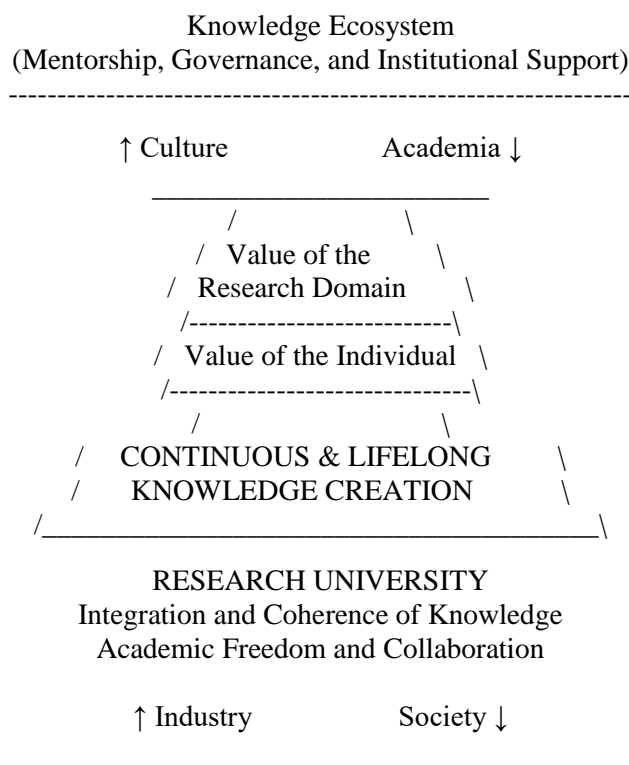 Knowledge Ecosystem
(Mentorship, Governance, and Institutional Support)
↑ Culture Academia ↓
Value of the
Research Domain
Value of the Individual
CONTINUOUS & LIFELONG
KNOWLEDGE CREATION
RESEARCH UNIVERSITY
Integration and Coherence of Knowledge
Academic Freedom and Collaboration
↑ Industry Society ↓